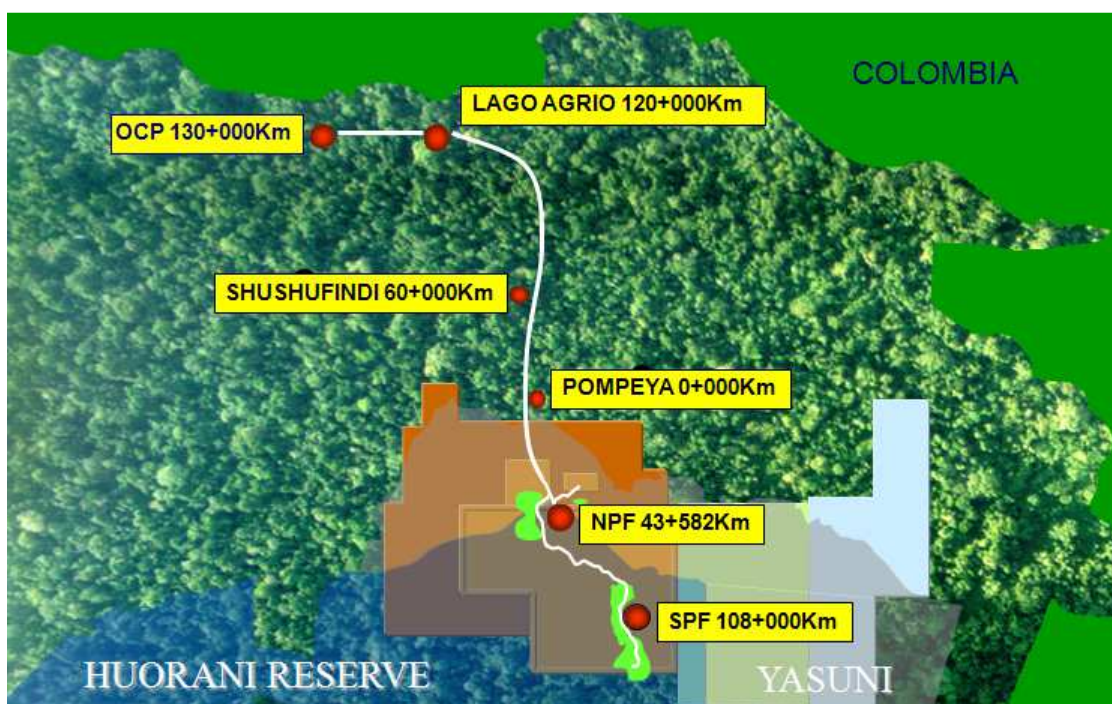 COLOMBIA
LAGO AGRIO 120+000Km
OCP 130+000Km
SHUSHUFINDI 60+000Km
POMPEYA 0+000Km
NPF 43+582Km
SPF 108+000Km
HUORANI RESERVE
YASUNI